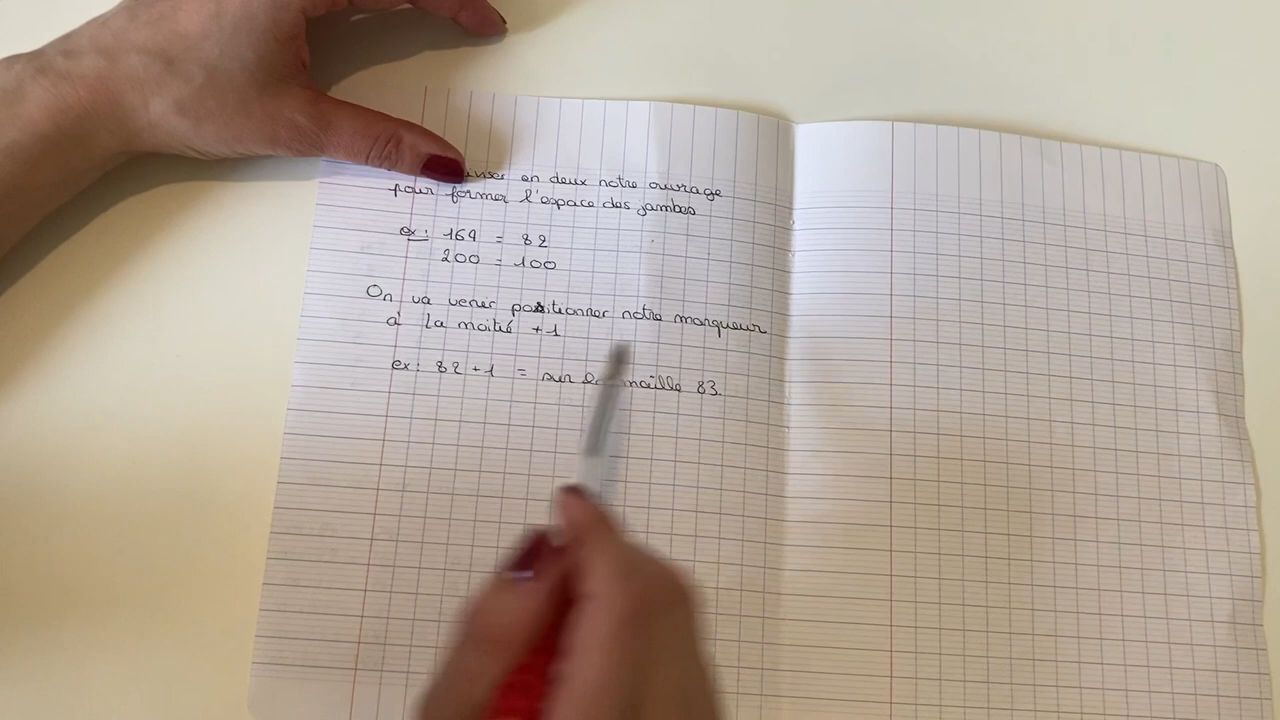 en deux notre ouvrage
pour former l'espace des jambes
ex: 164 = 82
200 = 100
On va venir positionner notre marqueur
à la moitié +1
ex: 82 + 1 = sur la maille 83.